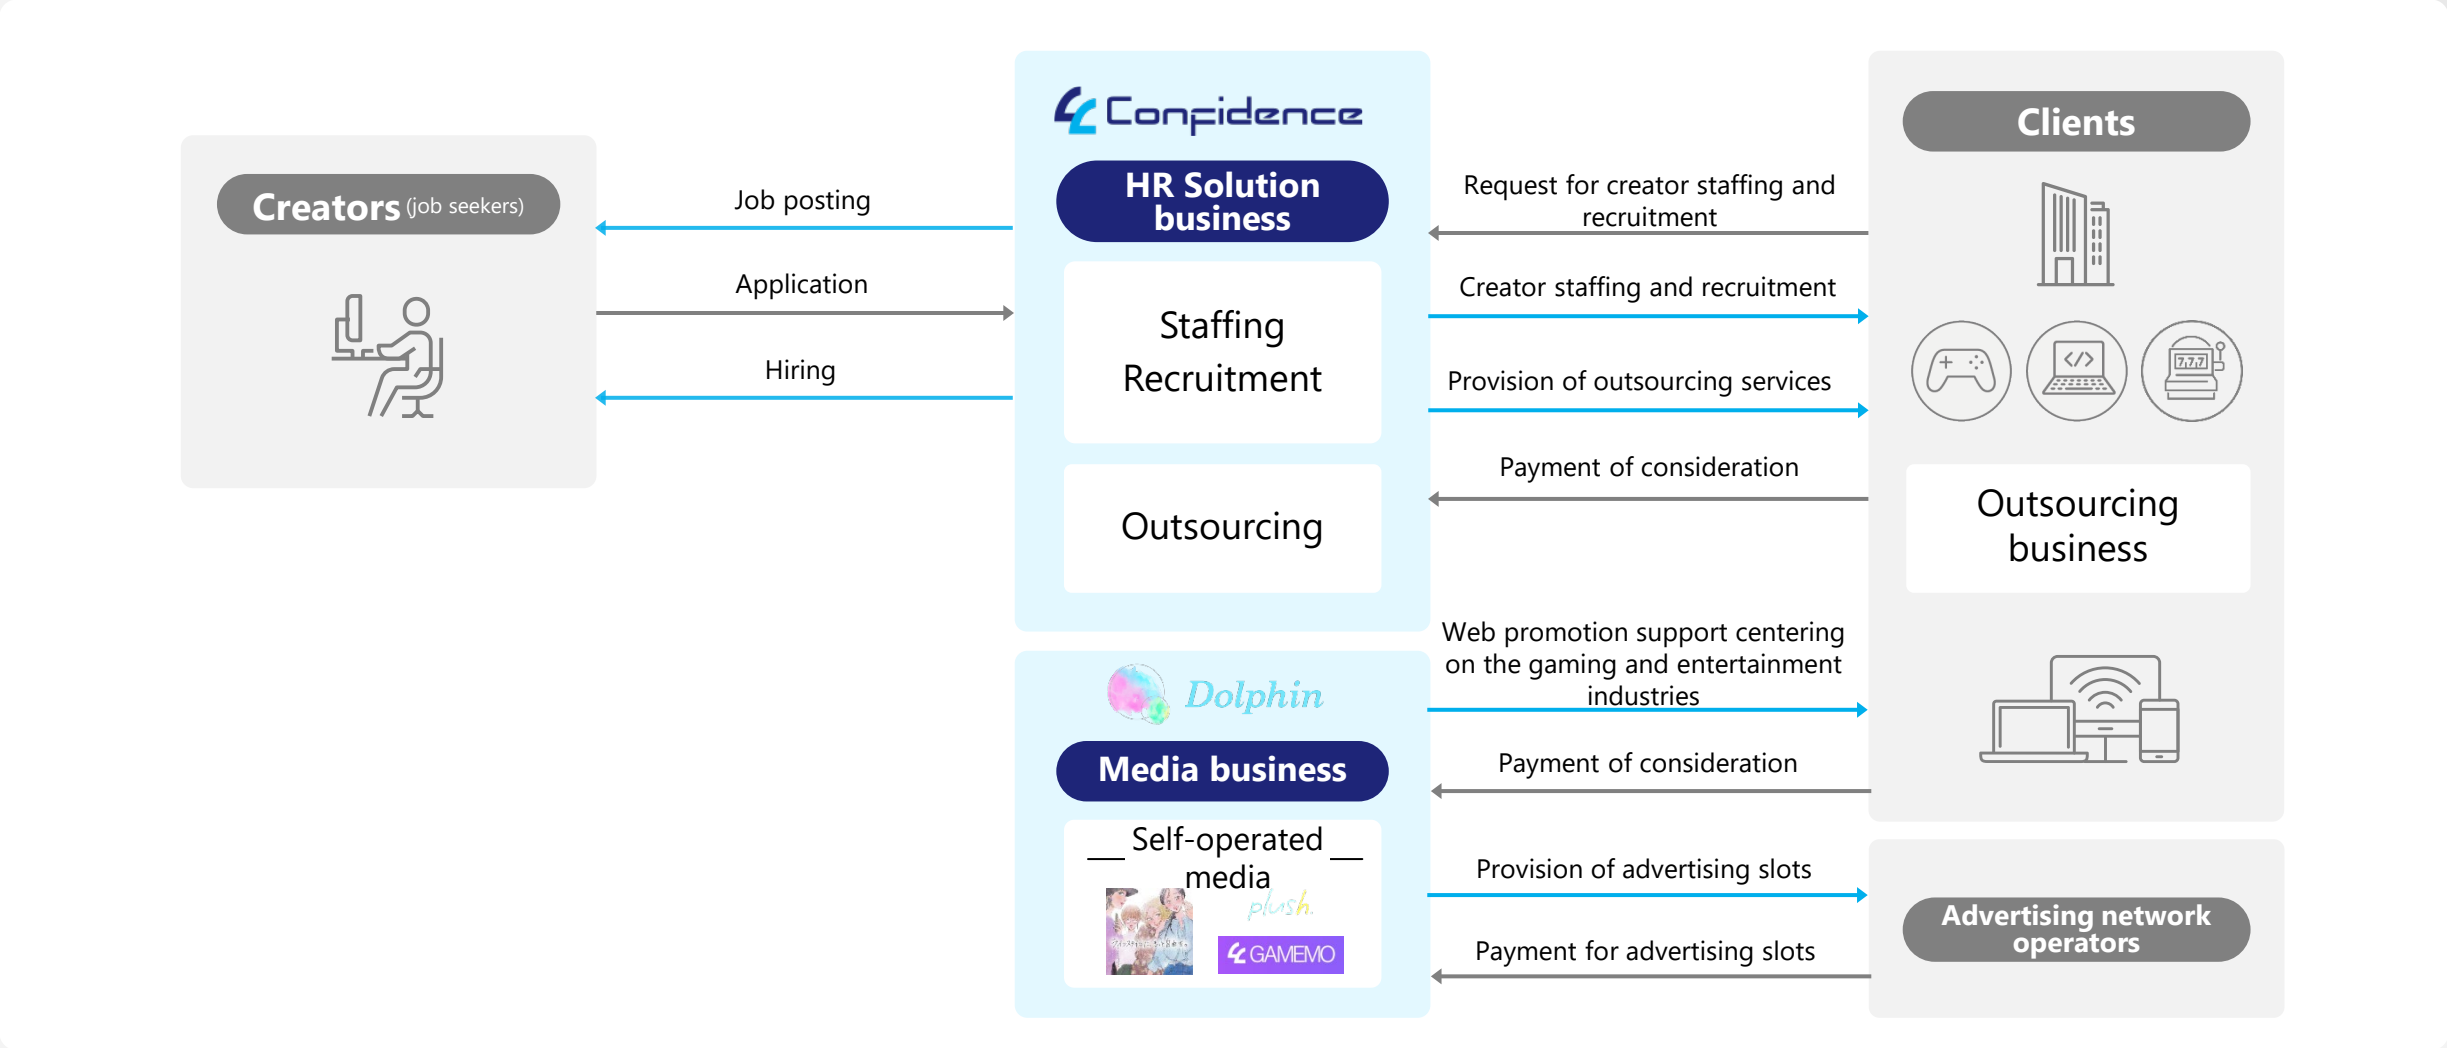 Creators (job seekers)
Job posting
Application
Hiring
Confidence
HR Solution
business
Staffing
Recruitment
Outsourcing
Request for creator staffing and
recruitment
Creator staffing and recruitment
Provision of outsourcing services
Payment of consideration
Clients
</>
7,7,7
Outsourcing
business
Dolphin
Media business
Self-operated
media
plush.
GAMEMO
Web promotion support centering
on the gaming and entertainment
industries
Payment of consideration
Provision of advertising slots
Payment for advertising slots
Advertising network
operators